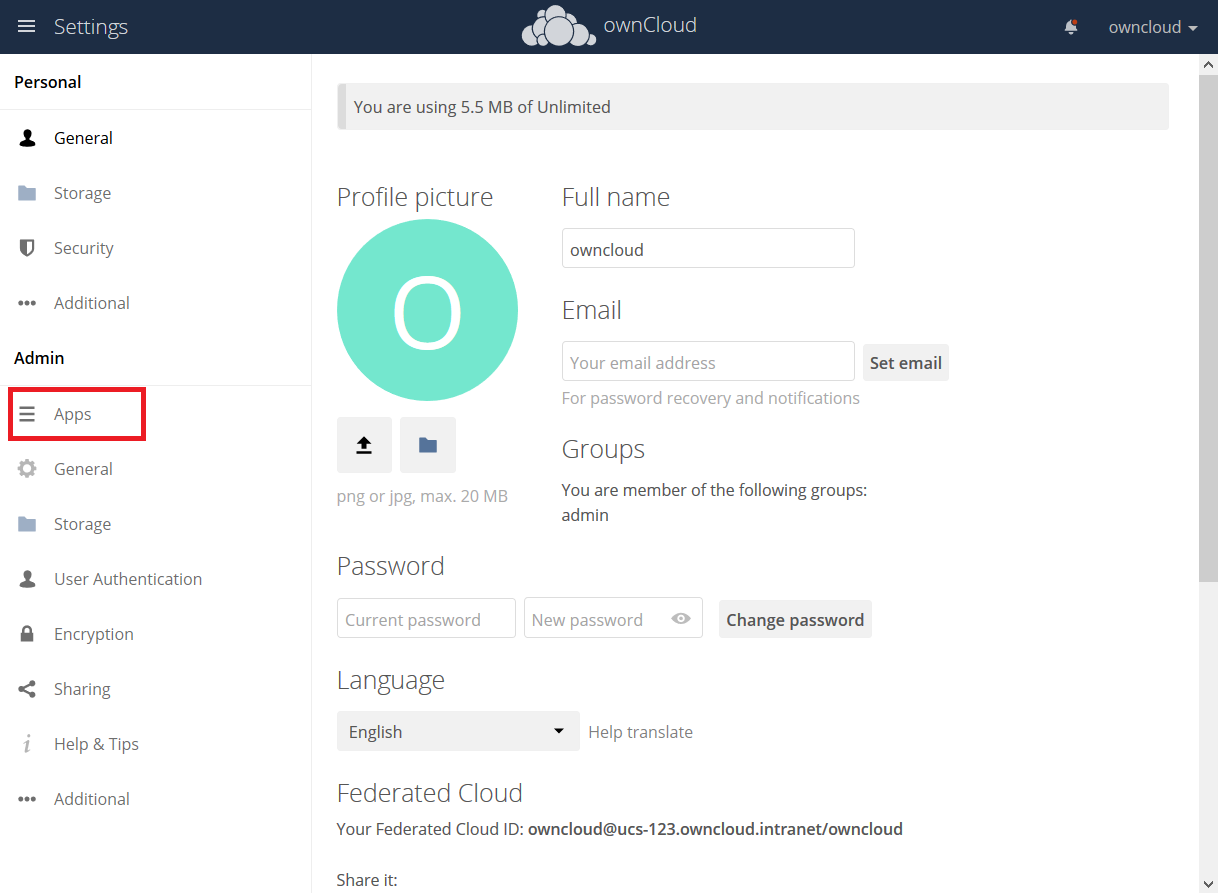 Settings
ownCloud
owncloud
Personal
General
Storage
Security
Additional
Admin
Apps
General
Storage
User Authentication
Encryption
Sharing
Help & Tips
Additional
You are using 5.5 MB of Unlimited
Profile picture
O
png or jpg, max. 20 MB
Full name
owncloud
Email
Your email address
Set email
For password recovery and notifications
Groups
You are member of the following groups:
admin
Password
Current password
New password
Change password
Language
English
Help translate
Federated Cloud
Your Federated Cloud ID: owncloud@ucs-123.owncloud.intranet/owncloud
Share it: